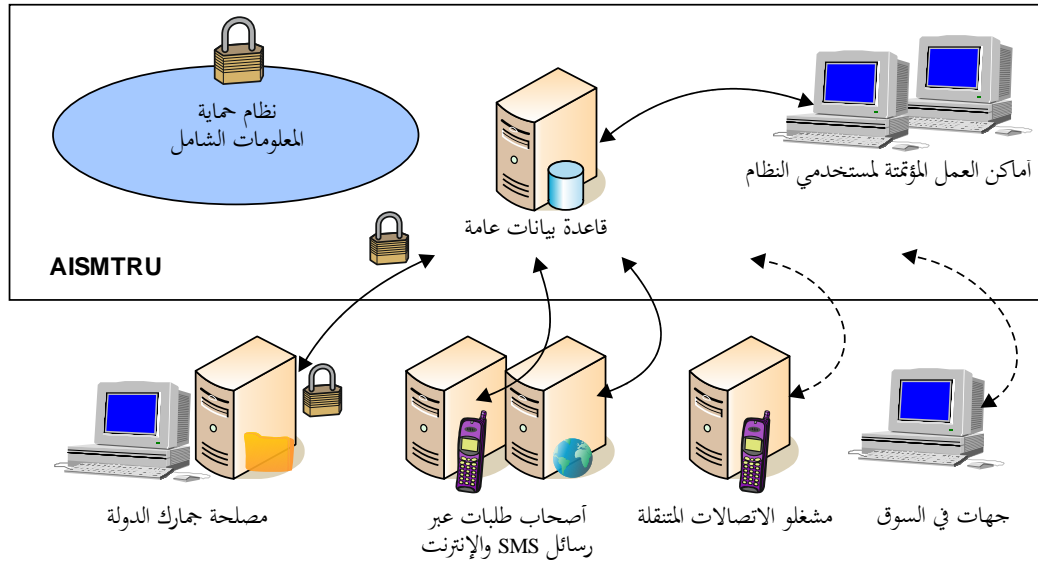 نظام حماية
المعلومات الشامل
أماكن العمل المؤتمتة لمستخدمي النظام
قاعدة بيانات عامة
AISMTRU
مصلحة جمارك الدولة
أصحاب طلبات عبر
رسائل SMS والإنترنت
مشغلو الاتصالات المتنقلة
جهات في السوق